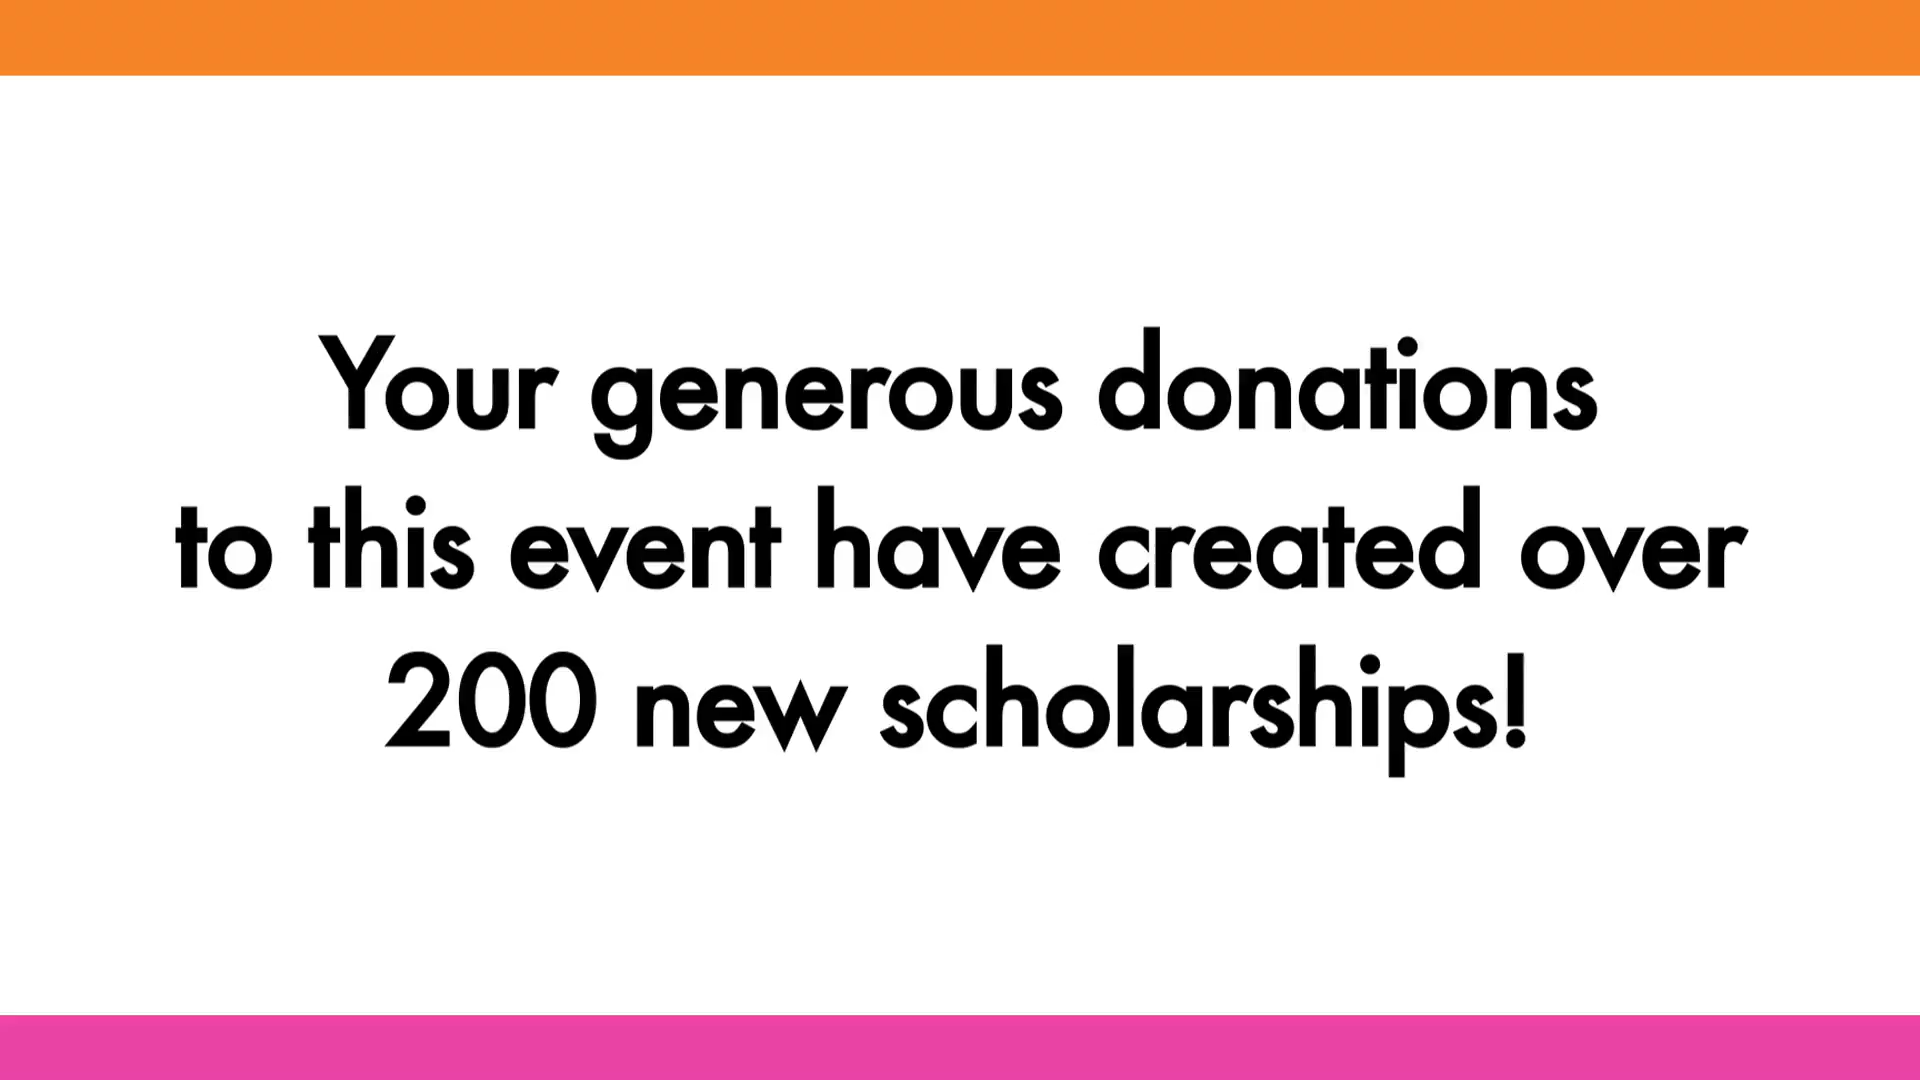 Your generous donations
to this event have created over
200 new scholarships!